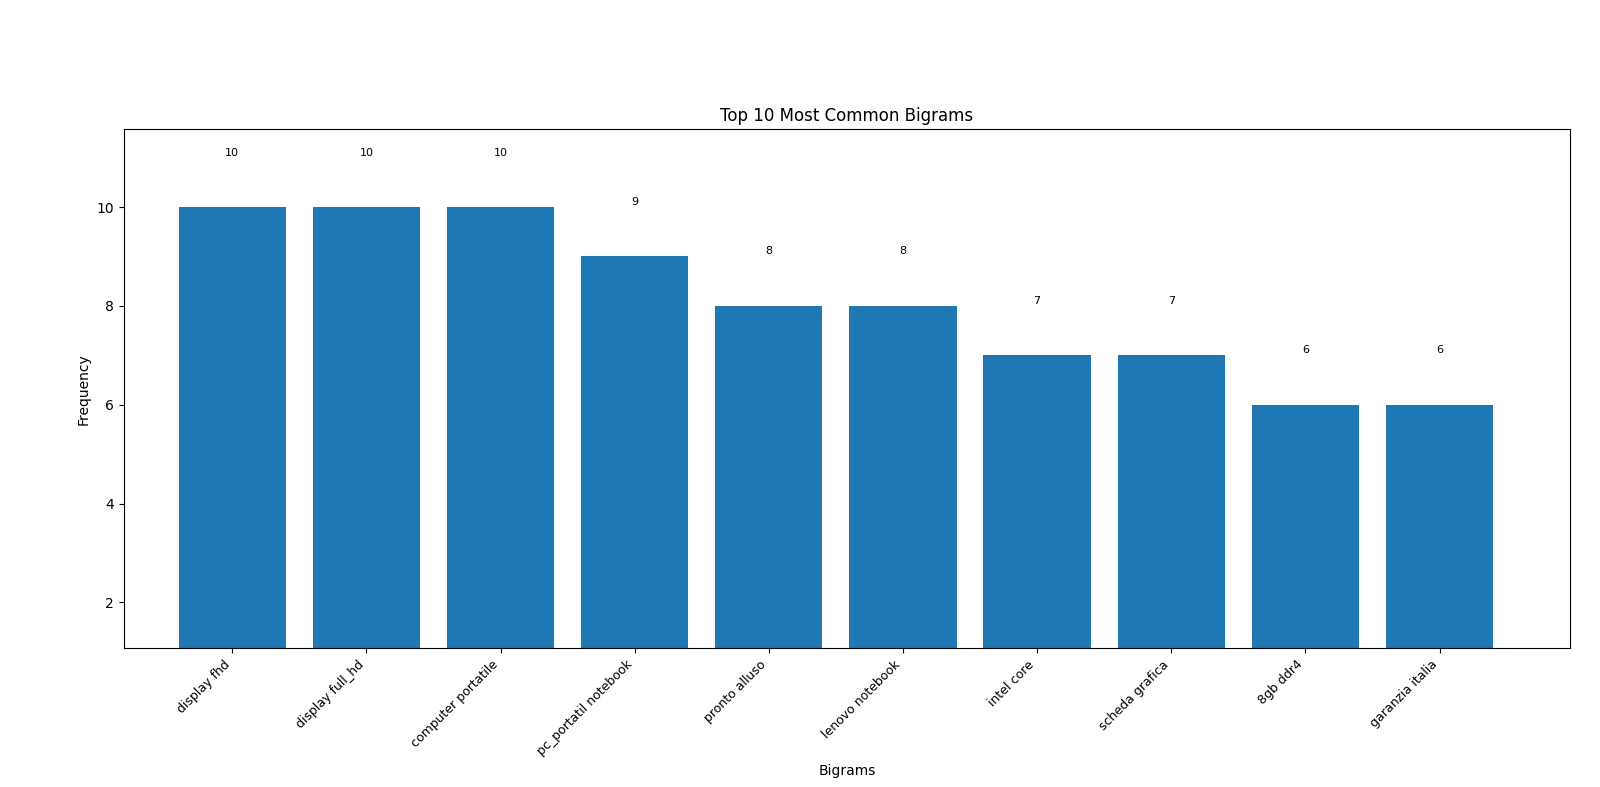 Top 10 Most Common Bigrams
10
10
10
9
8
8
7
7
6
6
10
8
6
4
2
Frequency
display fhd
display full_hd
computer portatile
pc_portatil notebook
pronto alluso
lenovo notebook
intel core
scheda grafica
8gb ddr4
garanzia italia
Bigrams